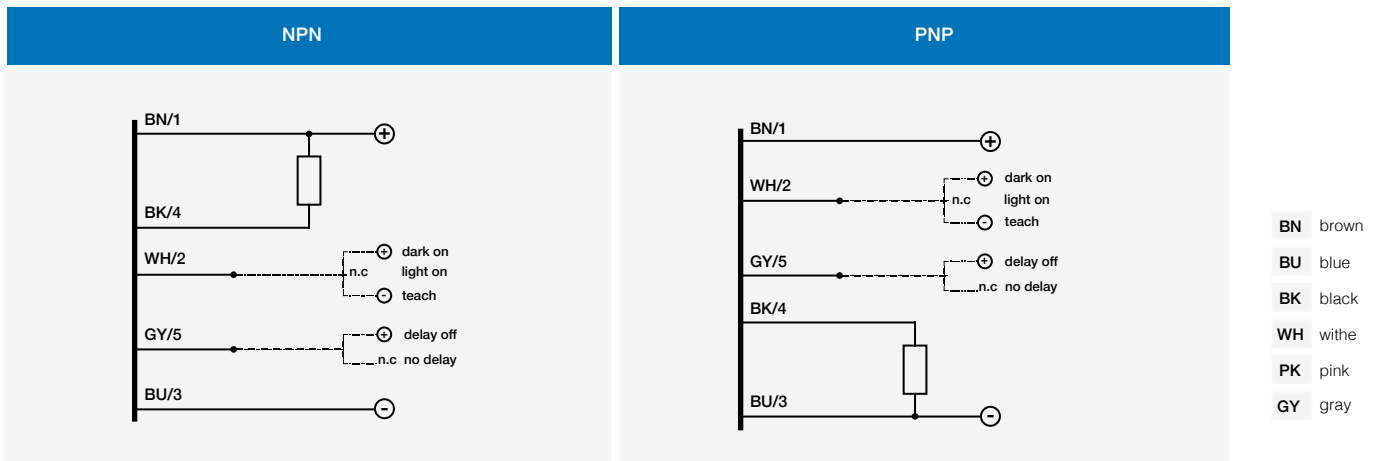 NPN
BN/1
+
BK/4
WH/2
+ dark on
n.c light on
- teach
GY/5
+ delay off
n.c no delay
BU/3
-
PNP
BN/1
+
WH/2
+ dark on
n.c light on
- teach
GY/5
+ delay off
n.c no delay
BK/4
BU/3
-
BN brown
BU blue
BK black
WH withe
PK pink
GY gray